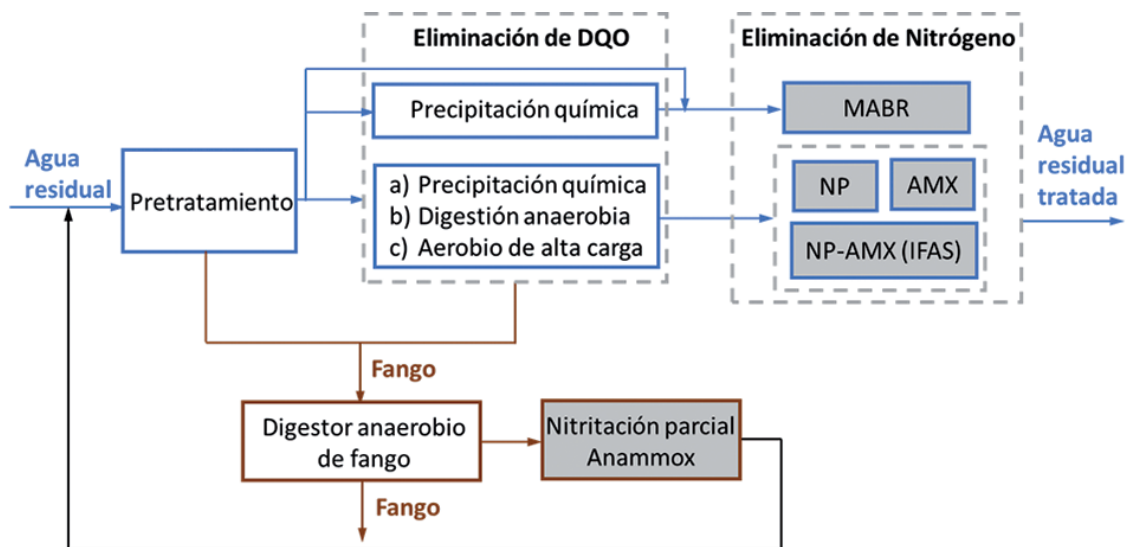 Eliminación de DQO
Eliminación de Nitrógeno
Agua
residual
Pretratamiento
Precipitación química
a) Precipitación química
b) Digestión anaerobia
c) Aerobio de alta carga
MABR
NP
AMX
NP-AMX (IFAS)
Agua
residual
tratada
Fango
Digestor anaerobio
de fango
Nitritación parcial
Anammox
Fango